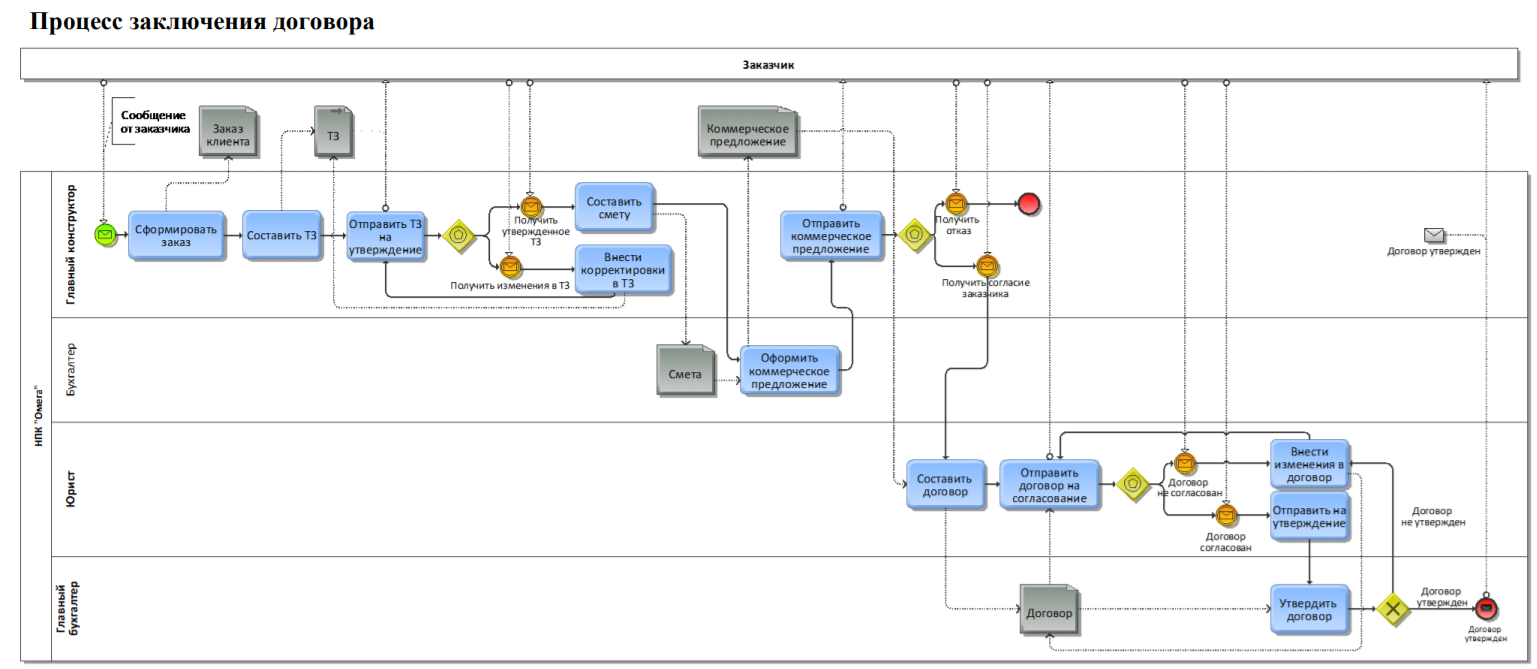 Процесс заключения договора
Заказчик
Сообщение
от заказчика
Заказ
клиента
ТЗ
Коммерческое
предложение
НПК "Омега"
Главный конструктор
Сформировать
заказ
Составить ТЗ
Отправить ТЗ
на
утверждение
Получить
утвержденное
ТЗ
Получить изменения в ТЗ
Составить
смету
Внести
корректировки
в ТЗ
Отправить
коммерческое
предложение
Получить
отказ
Получить согласие
заказчика
Договор утвержден
Бухгалтер
Смета
Оформить
коммерческое
предложение
Юрист
Составить
договор
Отправить
договор на
согласование
Договор
не согласован
Договор
согласован
Внести
изменения в
договор
Отправить на
утверждение
Договор
не утвержден
Главный
бухгалтер
Договор
Утвердить
договор
Договор
утвержден
Договор
утвержден